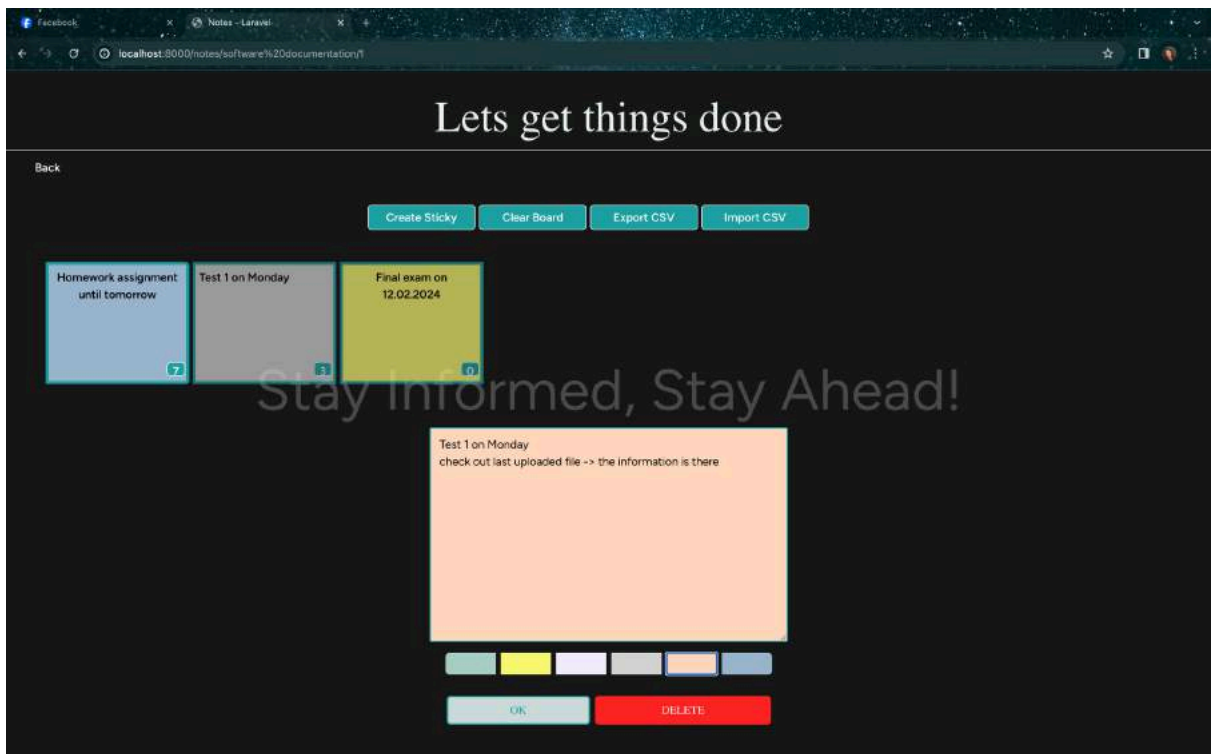 Facebook
Notes - Laravel
localhost:8000/notes/software%20documentation/1
Lets get things done
Back
Create Sticky
Clear Board
Export CSV
Import CSV
Homework assignment
until tomorrow
7
Test 1 on Monday
3
Final exam on
12.02.2024
0
Stay Informed, Stay Ahead!
Test 1 on Monday
check out last uploaded file -> the information is there
OK
DELETE